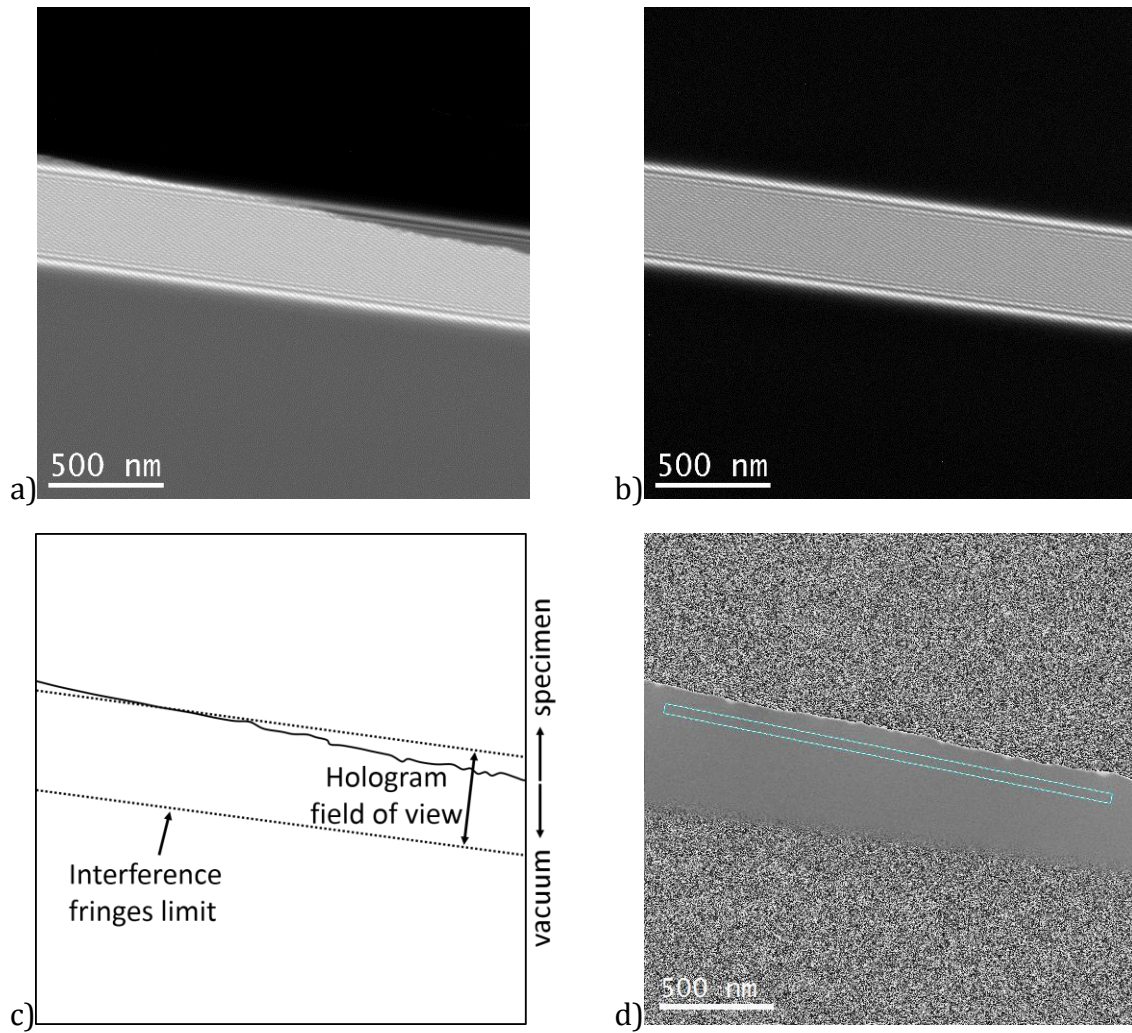 500 nm
a)
500 nm
b)
specimen
Hologram
field of view
Interference
fringes limit
vacuum
c)
500 nm
d)